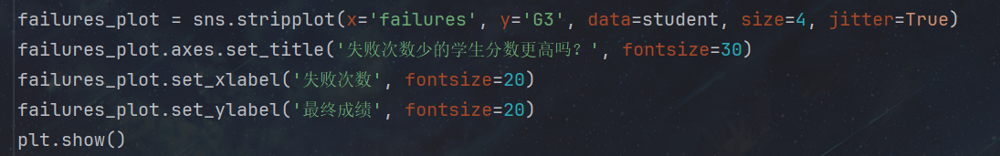 failures_plot = sns.stripplot(x='failures', y='G3', data=student, size=4, jitter=True)
failures_plot.axes.set_title('失败次数少的学生分数更高吗？', fontsize=30)
failures_plot.set_xlabel('失败次数', fontsize=20)
failures_plot.set_ylabel('最终成绩', fontsize=20)
plt.show()